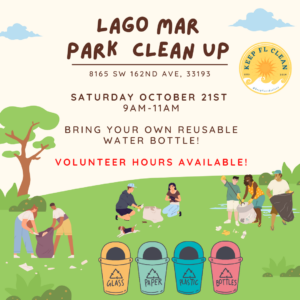 LAGO MAR
PARK CLEAN UP
8165 SW 162ND AVE, 33193
KEEP FL CLEAN
SATURDAY OCTOBER 21ST
9AM-11AM
BRING YOUR OWN REUSABLE
WATER BOTTLE!
VOLUNTEER HOURS AVAILABLE!
GLASS
PAPER
PLASTIC
BOTTLES